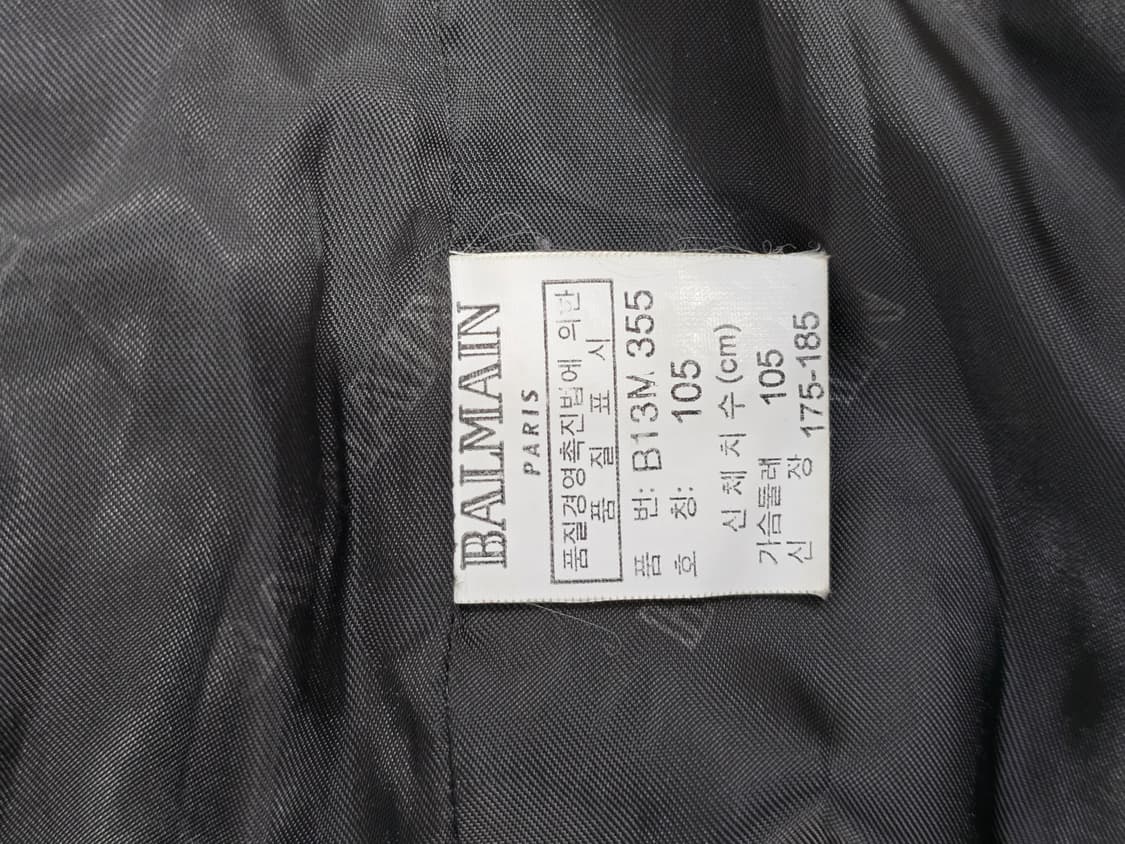 BALMAIN
PARIS
품질경영촉진법에 의한
품 질 표 시
품 번: B13M 355
호 칭: 105
신 체 치 수 (cm)
가슴둘레 105
신 장 175-185